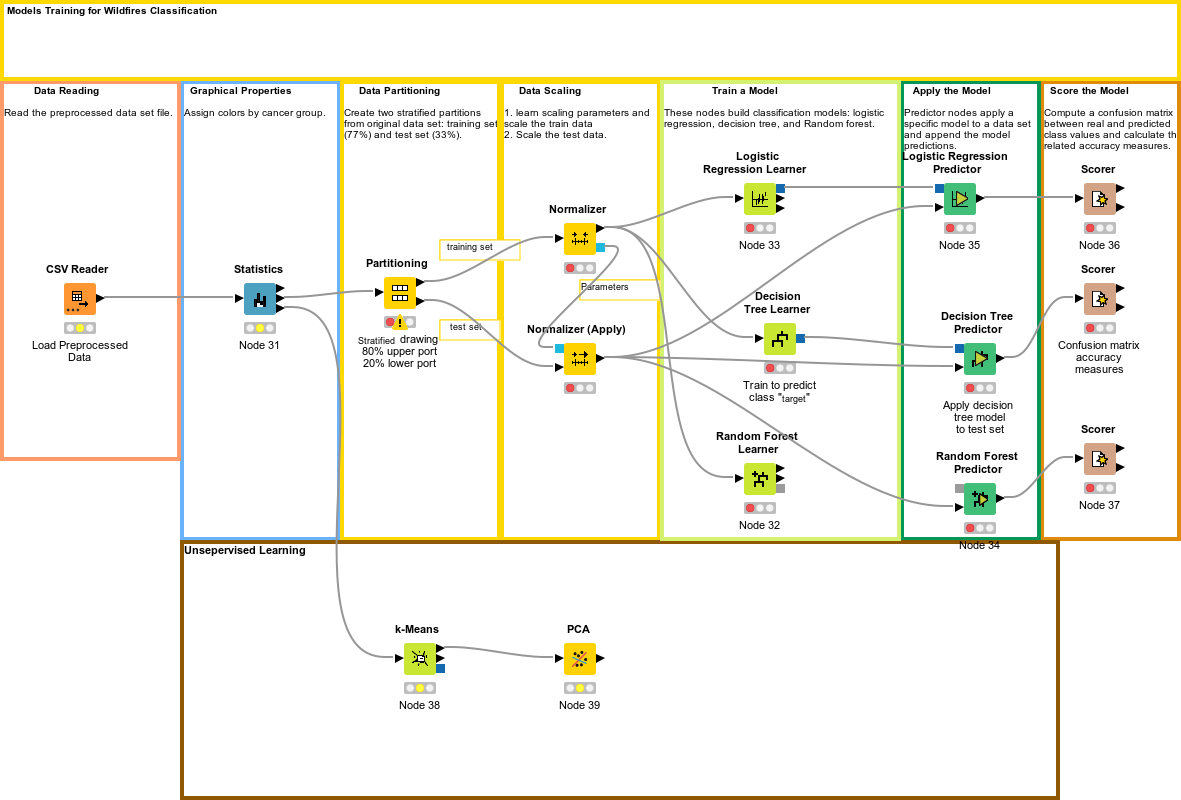 Models Training for Wildfires Classification
Data Reading
Read the preprocessed data set file.
Graphical Properties
Assign colors by cancer group.
Data Partitioning
Create two stratified partitions
from original data set: training set
(77%) and test set (33%).
Data Scaling
1. learn scaling parameters and
scale the train data
2. Scale the test data.
Train a Model
These nodes build classification models: logistic
regression, decision tree, and Random forest.
Apply the Model
Predictor nodes apply a
specific model to a data set
and append the model
predictions.
Score the Model
Compute a confusion matrix
between real and predicted
class values and calculate th
related accuracy measures.
CSV Reader
Load Preprocessed
Data
Statistics
Node 31
Partitioning
Stratified drawing
80% upper port
20% lower port
training set
test set
Normalizer
Parameters
Normalizer (Apply)
Logistic
Regression Learner
Node 33
Decision
Tree Learner
Train to predict
class "target"
Random Forest
Learner
Node 32
Logistic Regression
Predictor
Node 35
Decision Tree
Predictor
Apply decision
tree model
to test set
Random Forest
Predictor
Node 34
Scorer
Node 36
Scorer
Confusion matrix
accuracy
measures
Scorer
Node 37
Unsepervised Learning
k-Means
Node 38
PCA
Node 39